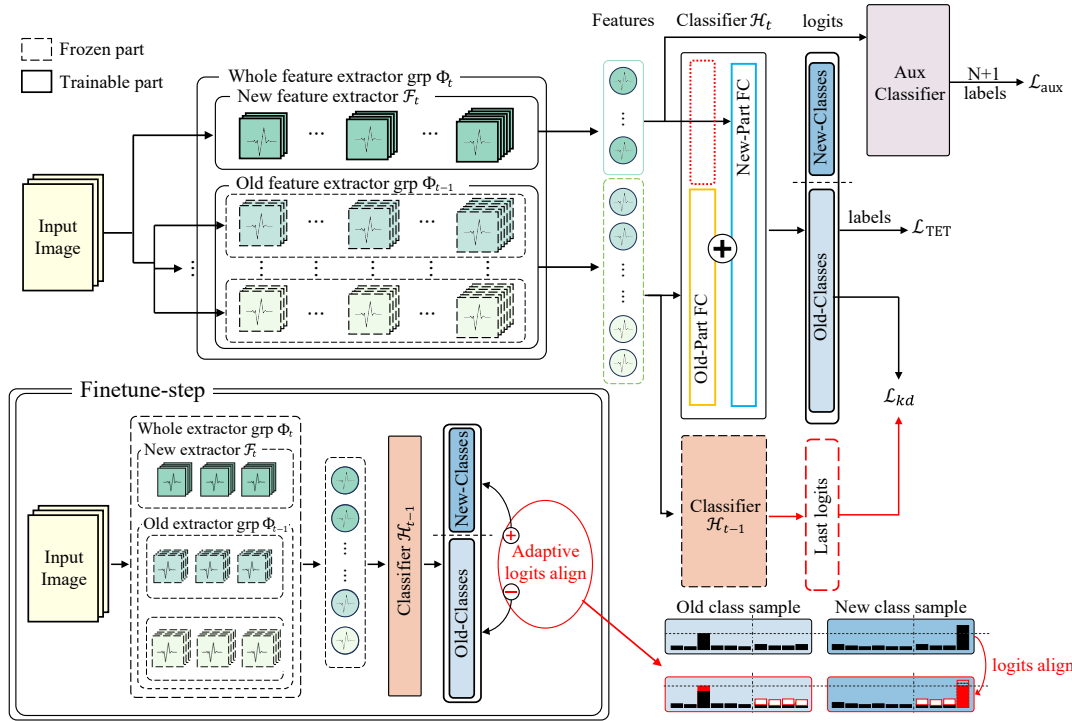 Frozen part
Trainable part
Features
Classifier ℋ_t
logits
Whole feature extractor grp Φ_t
New feature extractor ℱ_t
Old feature extractor grp Φ_{t−1}
Input
Image
Old-Part FC
New-Part FC
New-Classes
Old-Classes
Aux
Classifier
N+1
labels
ℒ_aux
labels
ℒ_TET
ℒ_kd
Classifier
ℋ_{t−1}
Last logits
Finetune-step
Whole extractor grp Φ_t
New extractor ℱ_t
Old extractor grp Φ_{t−1}
Input
Image
Classifier ℋ_{t−1}
New-Classes
Old-Classes
Adaptive
logits align
Old class sample
New class sample
logits align